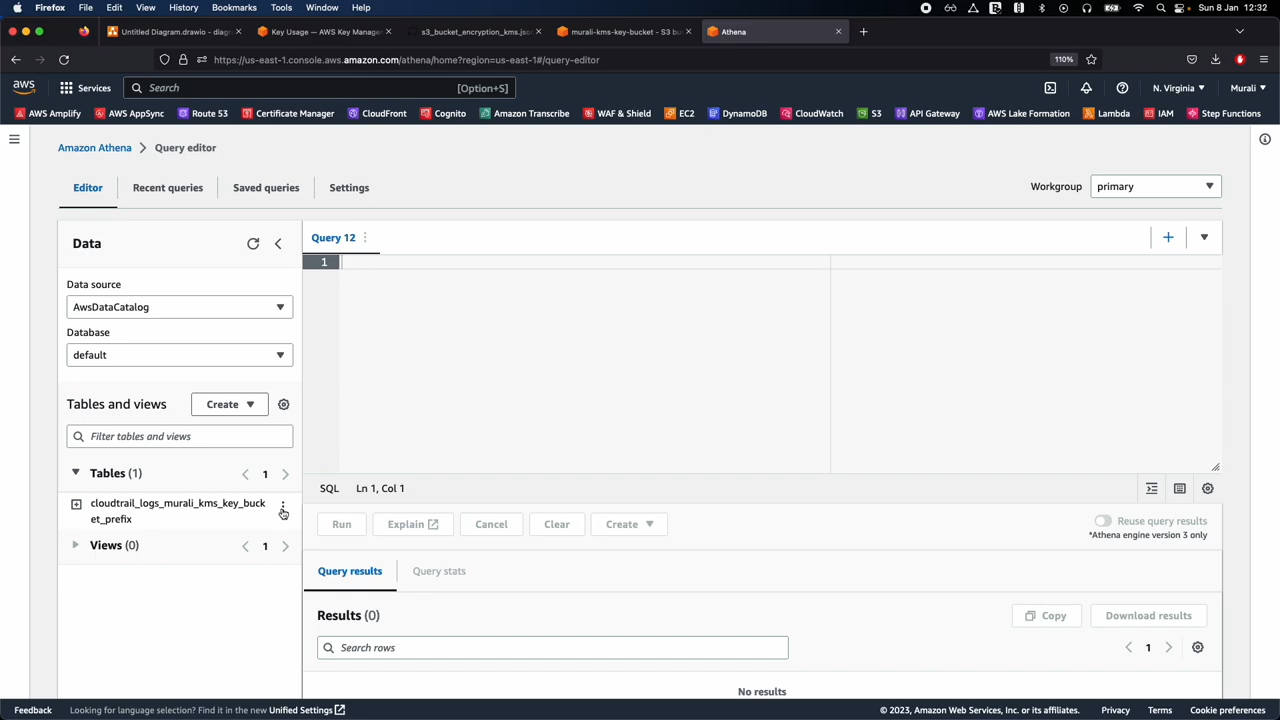 Firefox File Edit View History Bookmarks Tools Window Help Sun 8 Jan 12:32
Untitled Diagram.drawio - diag Key Usage — AWS Key Manage s3_bucket_encryption_kms.jso murali-kms-key-bucket - S3 bu Athena
https://us-east-1.console.aws.amazon.com/athena/home?region=us-east-1#/query-editor 110%
aws Services Search [Option+S] N. Virginia Murali
AWS Amplify AWS AppSync Route 53 Certificate Manager CloudFront Cognito Amazon Transcribe WAF & Shield EC2 DynamoDB CloudWatch S3 API Gateway AWS Lake Formation Lambda IAM Step Functions
Amazon Athena Query editor
Editor Recent queries Saved queries Settings Workgroup primary
Data Query 12
1
Data source
AwsDataCatalog
Database
default
Tables and views Create
Filter tables and views
Tables (1) 1
SQL Ln 1, Col 1
cloudtrail_logs_murali_kms_key_buck
et_prefix
Run Explain Cancel Clear Create Reuse query results
*Athena engine version 3 only
Views (0) 1
Query results Query stats
Results (0) Copy Download results
Search rows 1
No results
Feedback Looking for language selection? Find it in the new Unified Settings © 2023, Amazon Web Services, Inc. or its affiliates. Privacy Terms Cookie preferences